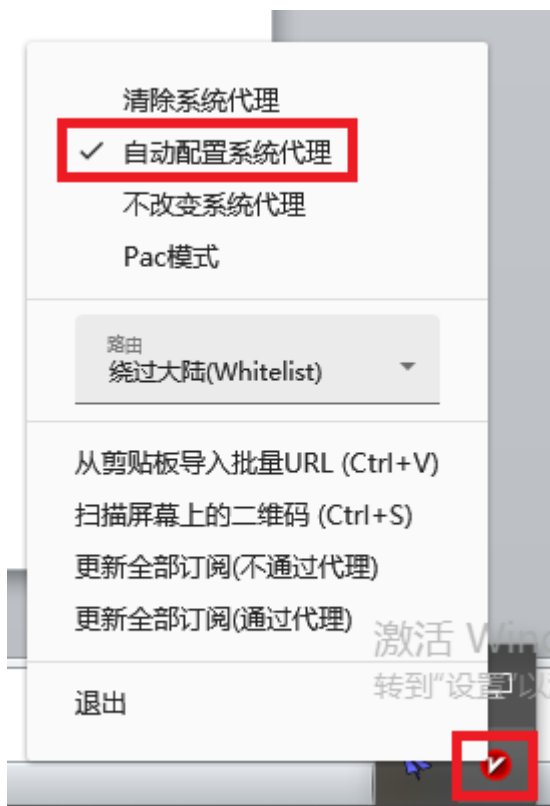 清除系统代理
自动配置系统代理
不改变系统代理
Pac模式
路由
绕过大陆(Whitelist)
从剪贴板导入批量URL (Ctrl+V)
扫描屏幕上的二维码 (Ctrl+S)
更新全部订阅(不通过代理)
更新全部订阅(通过代理)
激活 Win
转到"设置"以
退出